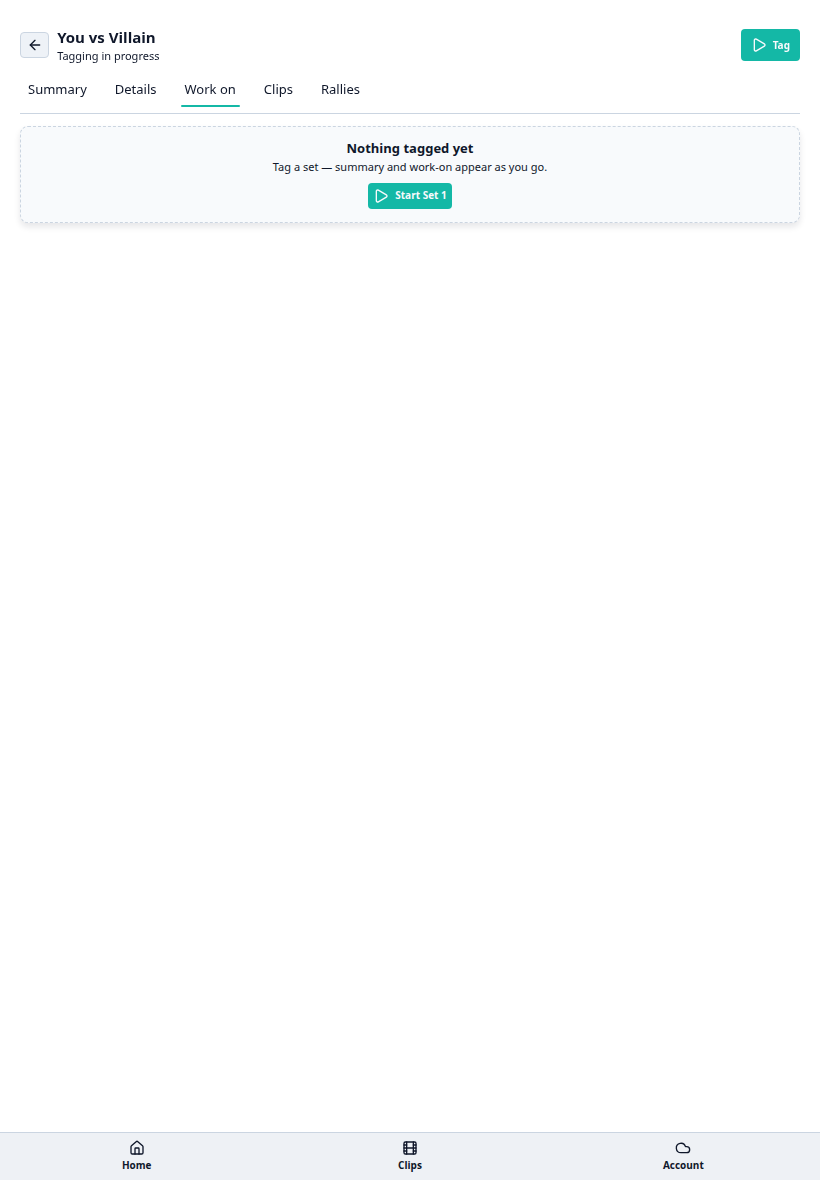 You vs Villain
Tagging in progress
Tag
Summary Details Work on Clips Rallies
Nothing tagged yet
Tag a set — summary and work-on appear as you go.
Start Set 1
Home Clips Account